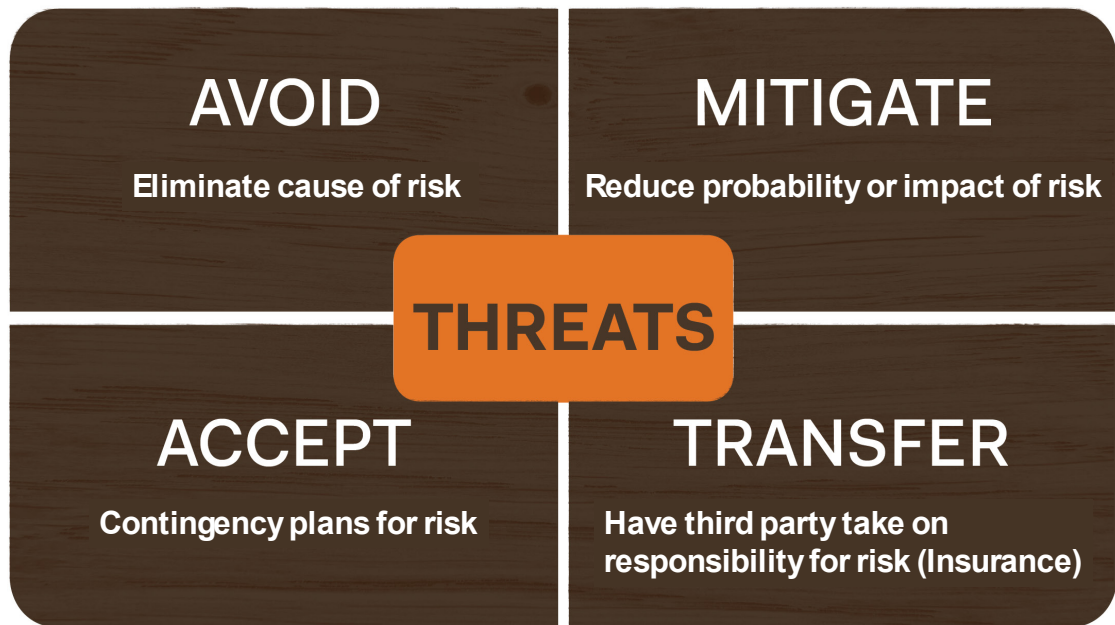 AVOID
Eliminate cause of risk
MITIGATE
Reduce probability or impact of risk
THREATS
ACCEPT
Contingency plans for risk
TRANSFER
Have third party take on
responsibility for risk (Insurance)